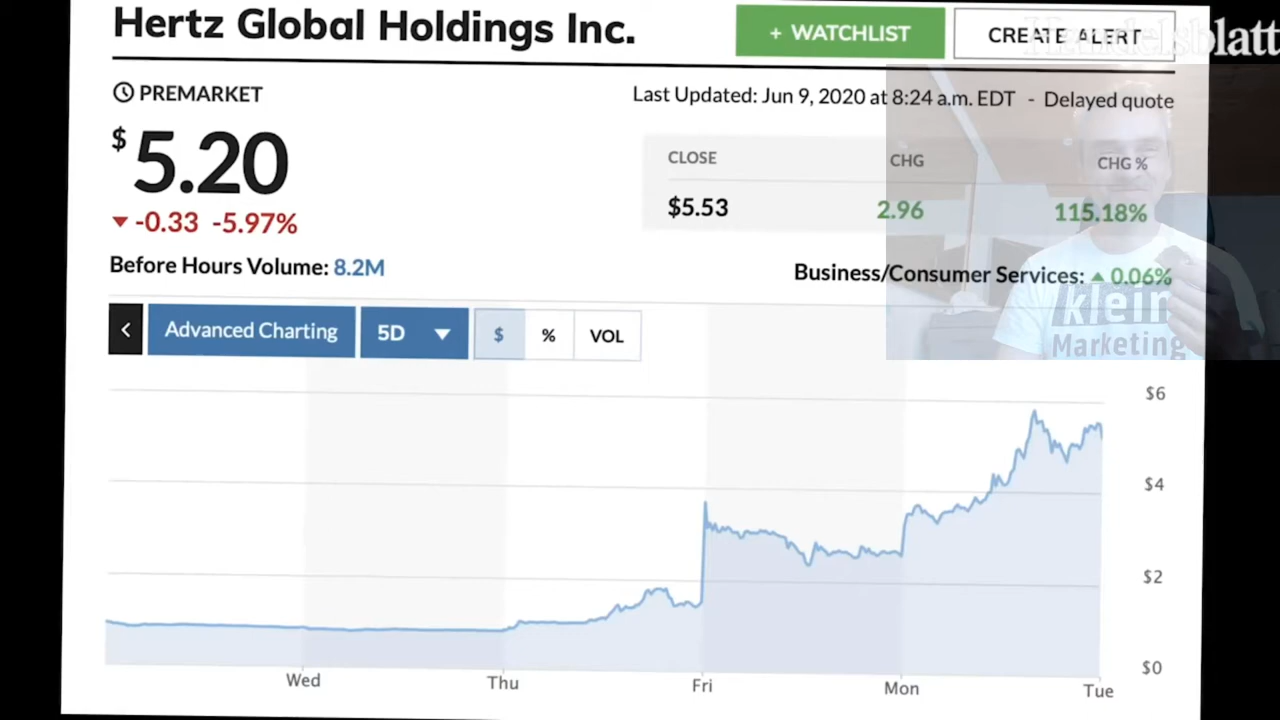 Hertz Global Holdings Inc.
+ WATCHLIST
CREATE ALERT
Handelsblatt
PREMARKET
Last Updated: Jun 9, 2020 at 8:24 a.m. EDT - Delayed quote
$5.20
-0.33 -5.97%
CLOSE CHG CHG %
$5.53 2.96 115.18%
Before Hours Volume: 8.2M
Business/Consumer Services: 0.06%
klein
Marketing
Advanced Charting 5D $ % VOL
$6
$4
$2
$0
Wed Thu Fri Mon Tue